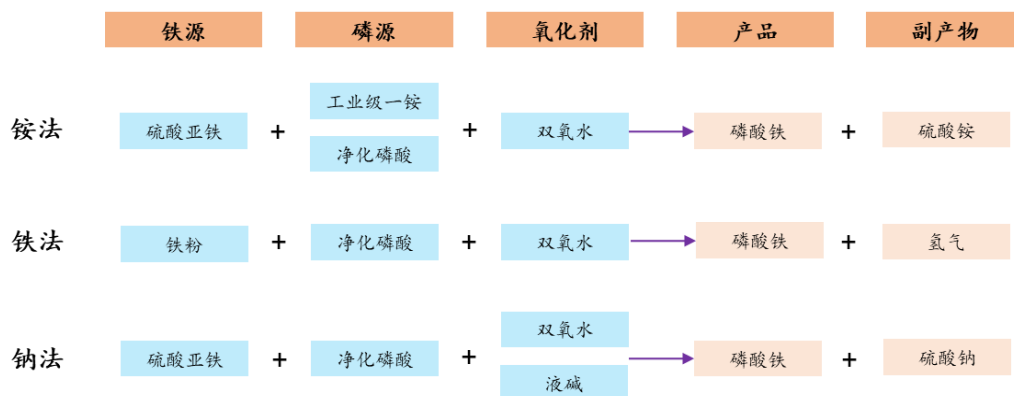 铁源 磷源 氧化剂 产品 副产物
工业级一铵
铵法 硫酸亚铁 + + 双氧水 磷酸铁 + 硫酸铵
净化磷酸
铁法 铁粉 + 净化磷酸 + 双氧水 磷酸铁 + 氢气
双氧水
钠法 硫酸亚铁 + 净化磷酸 + 磷酸铁 + 硫酸钠
液碱